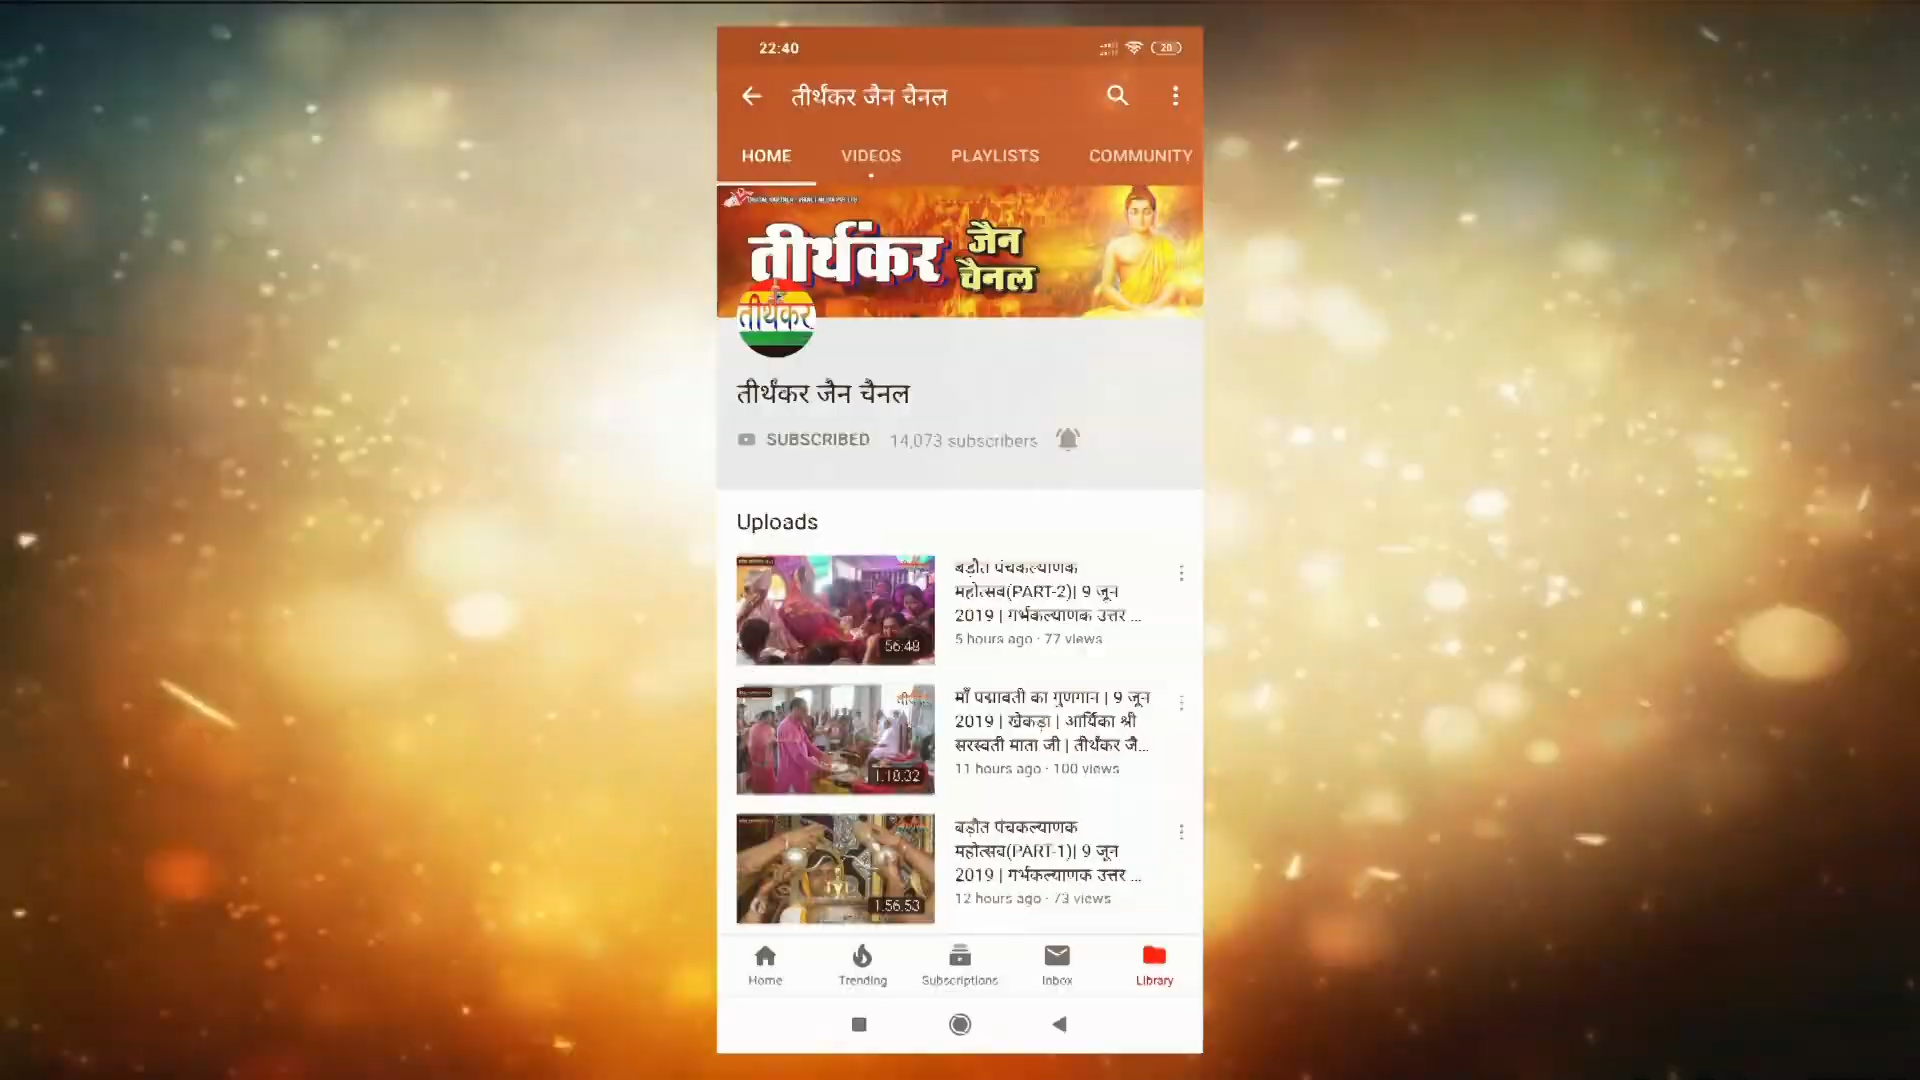 22:40
20
तीर्थंकर जैन चैनल
HOME
VIDEOS
PLAYLISTS
COMMUNITY
तीर्थंकर जैन चैनल
तीर्थंकर
तीर्थंकर जैन चैनल
SUBSCRIBED
14,073 subscribers
Uploads
बड़ौत पंचकल्याणक
महोत्सव(PART-2)| 9 जून
2019 | गर्भकल्याणक उत्तर ...
5 hours ago · 77 views
56:48
माँ पद्मावती का गुणगान | 9 जून
2019 | खेकड़ा | आर्यिका श्री
सरस्वती माता जी | तीर्थंकर जै...
11 hours ago · 100 views
1:18:32
बड़ौत पंचकल्याणक
महोत्सव(PART-1)| 9 जून
2019 | गर्भकल्याणक उत्तर ...
12 hours ago · 73 views
1:56:53
Home
Trending
Subscriptions
Inbox
Library